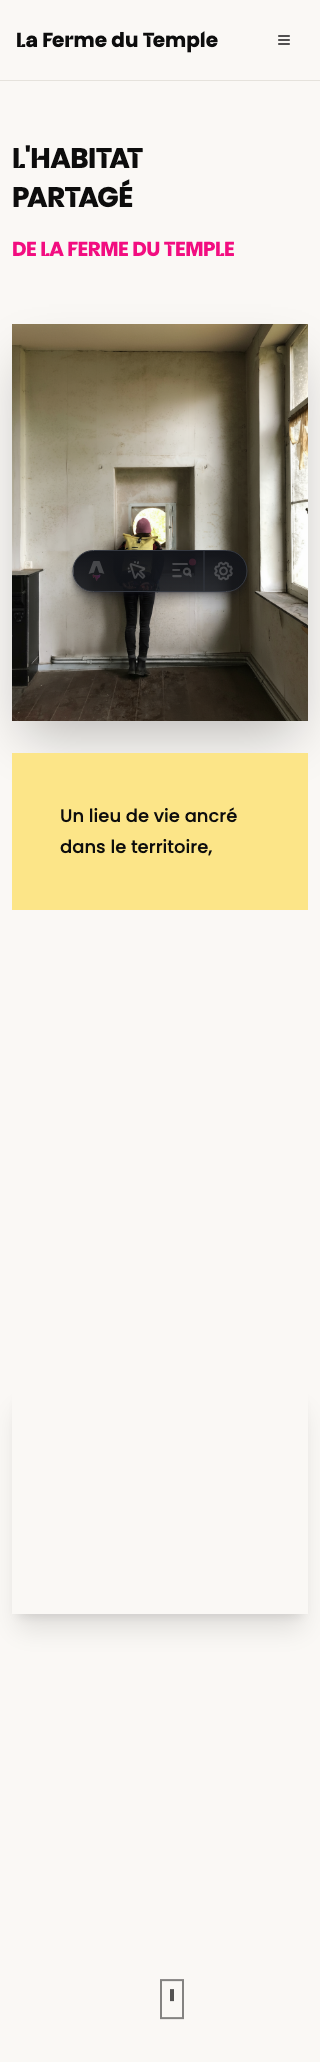 La Ferme du Temple
L'HABITAT
PARTAGÉ
DE LA FERME DU TEMPLE
Un lieu de vie ancré
dans le territoire,